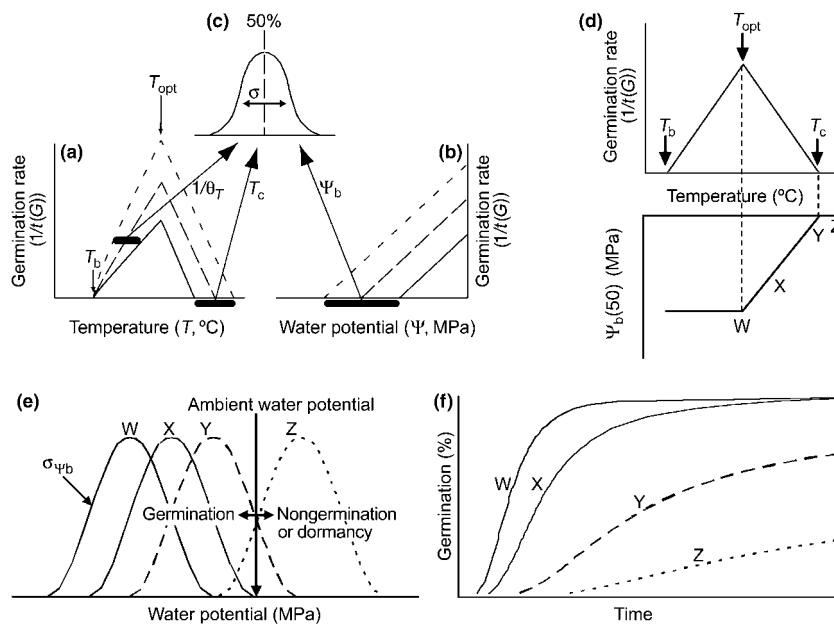 (c)
50%
σ
(a)
T_opt
Germination rate
(1/t(G))
T_b
1/θ_T
T_c
Ψ_b
Temperature (T, ºC)
(b)
Germination rate
(1/t(G))
Water potential (Ψ, MPa)
(d)
T_opt
Germination rate
(1/t(G))
T_b
T_c
Temperature (ºC)
Ψ_b(50) (MPa)
W
X
Y
Z
(e)
Ambient water potential
W
X
Y
Z
σ_Ψb
Germination
Nongermination
or dormancy
Water potential (MPa)
(f)
Germination (%)
W
X
Y
Z
Time